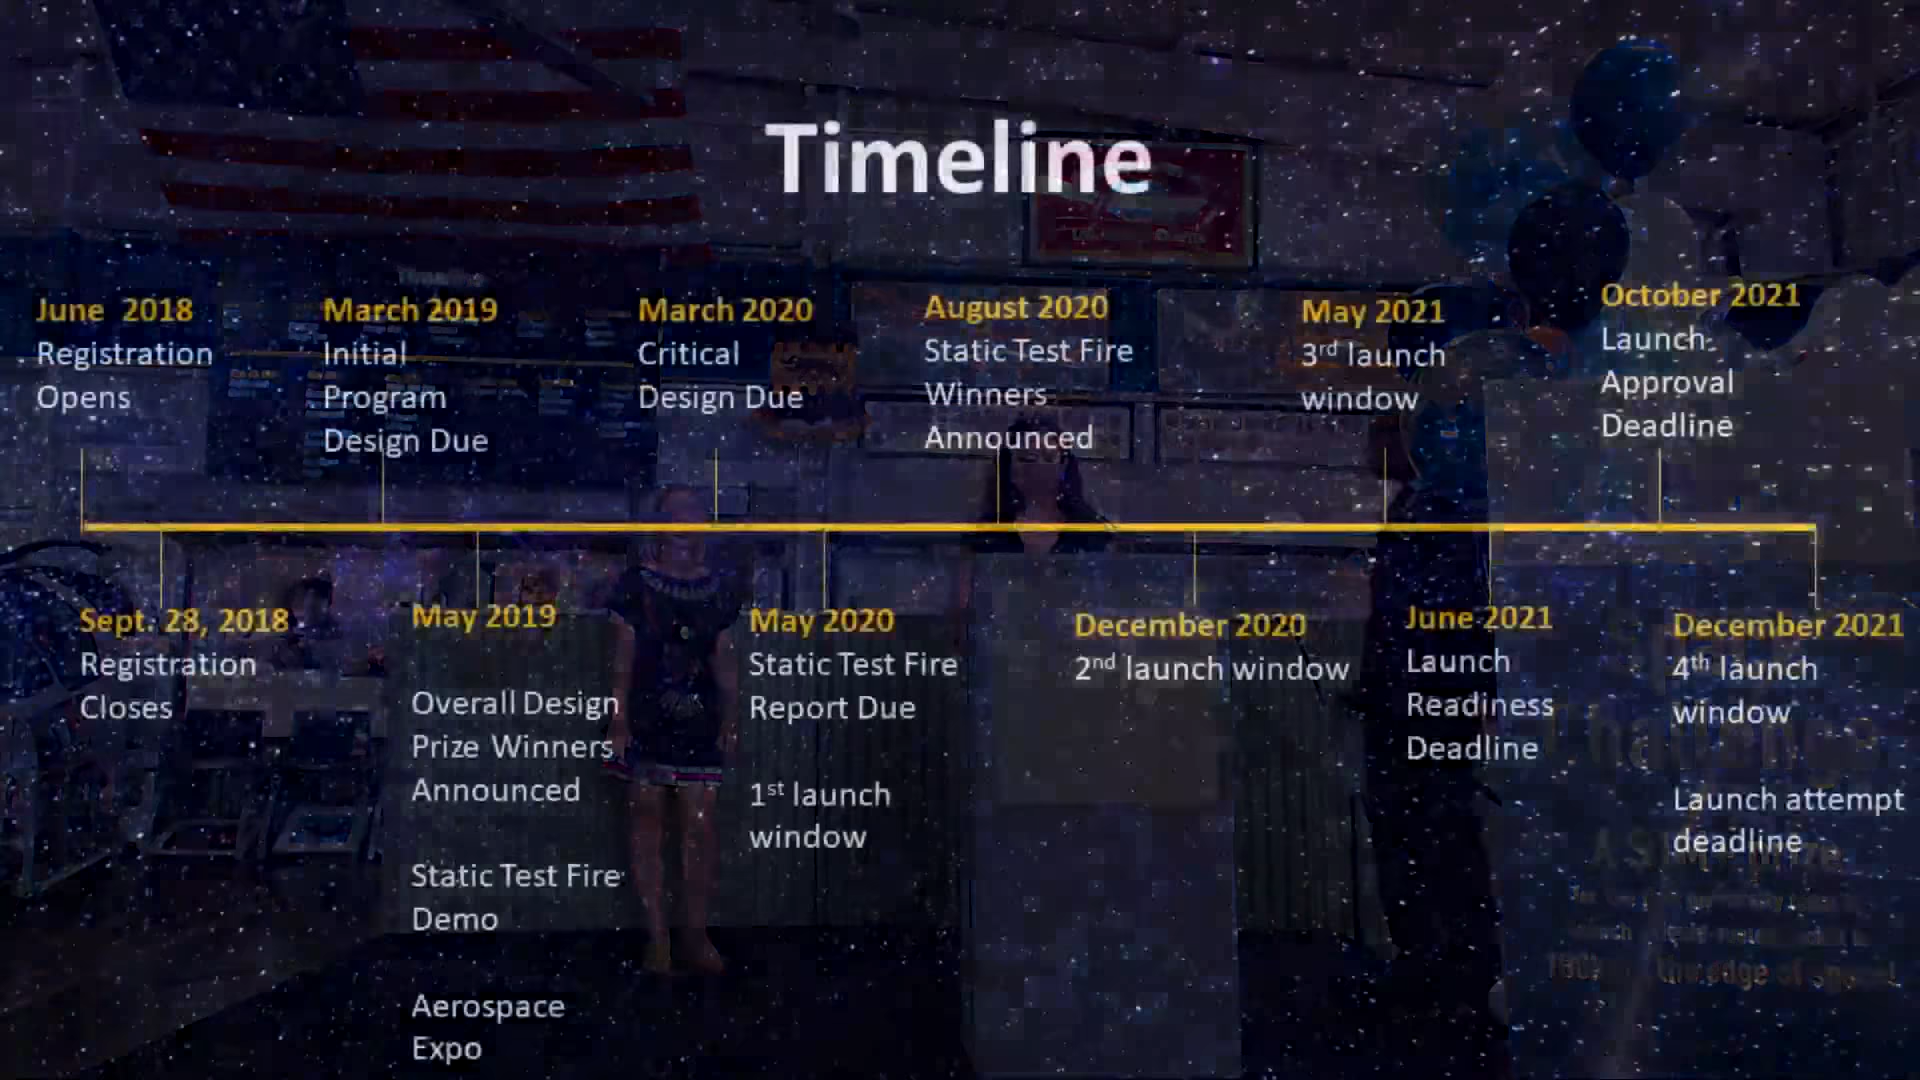 Timeline
June 2018
Registration
Opens
March 2019
Initial
Program
Design Due
March 2020
Critical
Design Due
August 2020
Static Test Fire
Winners
Announced
May 2021
3rd launch
window
October 2021
Launch
Approval
Deadline
Sept. 28, 2018
Registration
Closes
May 2019
Overall Design
Prize Winners
Announced
Static Test Fire
Demo
Aerospace
Expo
May 2020
Static Test Fire
Report Due
1st launch
window
December 2020
2nd launch window
June 2021
Launch
Readiness
Deadline
December 2021
4th launch
window
Launch attempt
deadline
the edge of